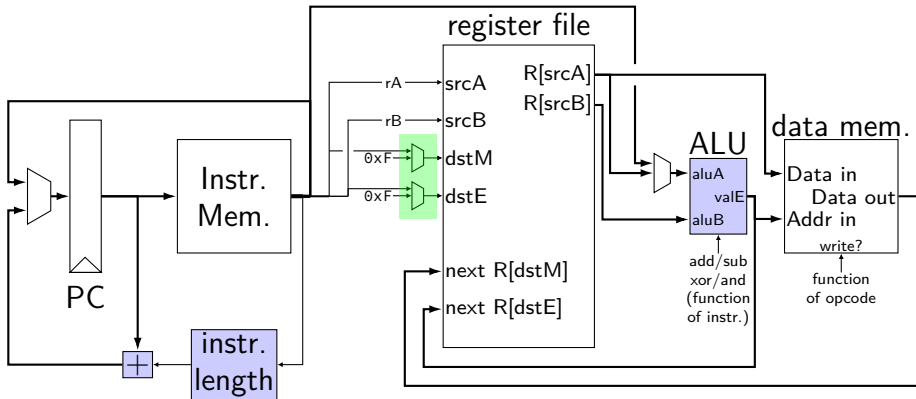 register file
rA
srcA
R[srcA]
rB
srcB
R[srcB]
0xF
dstM
0xF
dstE
next R[dstM]
next R[dstE]
Instr.
Mem.
PC
+
instr.
length
ALU
aluA
valE
aluB
add/sub
xor/and
(function
of instr.)
data mem.
Data in
Data out
Addr in
write?
function
of opcode